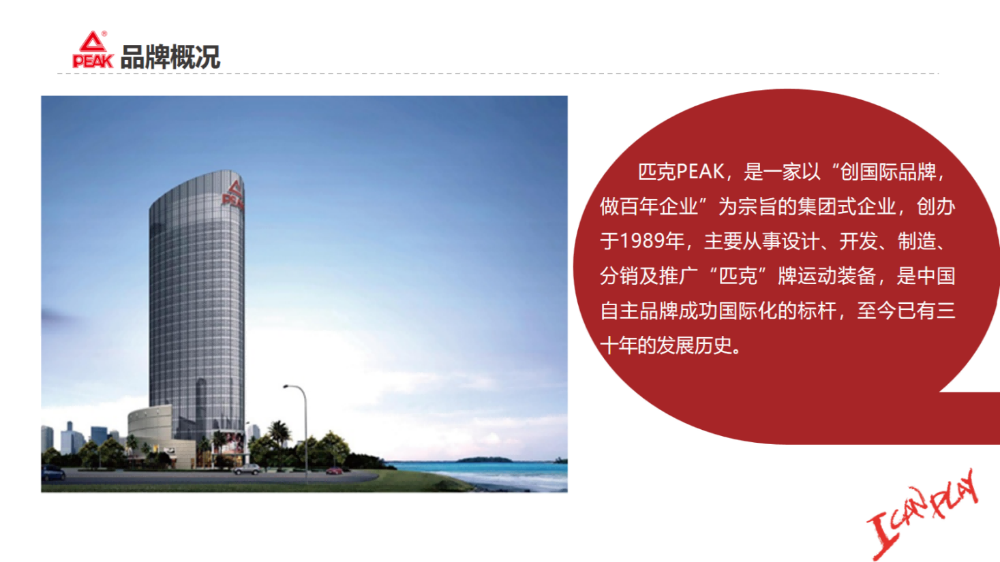 PEAK® 品牌概况
PEAK
匹克PEAK，是一家以“创国际品牌，
做百年企业”为宗旨的集团式企业，创办
于1989年，主要从事设计、开发、制造、
分销及推广“匹克”牌运动装备，是中国
自主品牌成功国际化的标杆，至今已有三
十年的发展历史。
I CAN PLAY